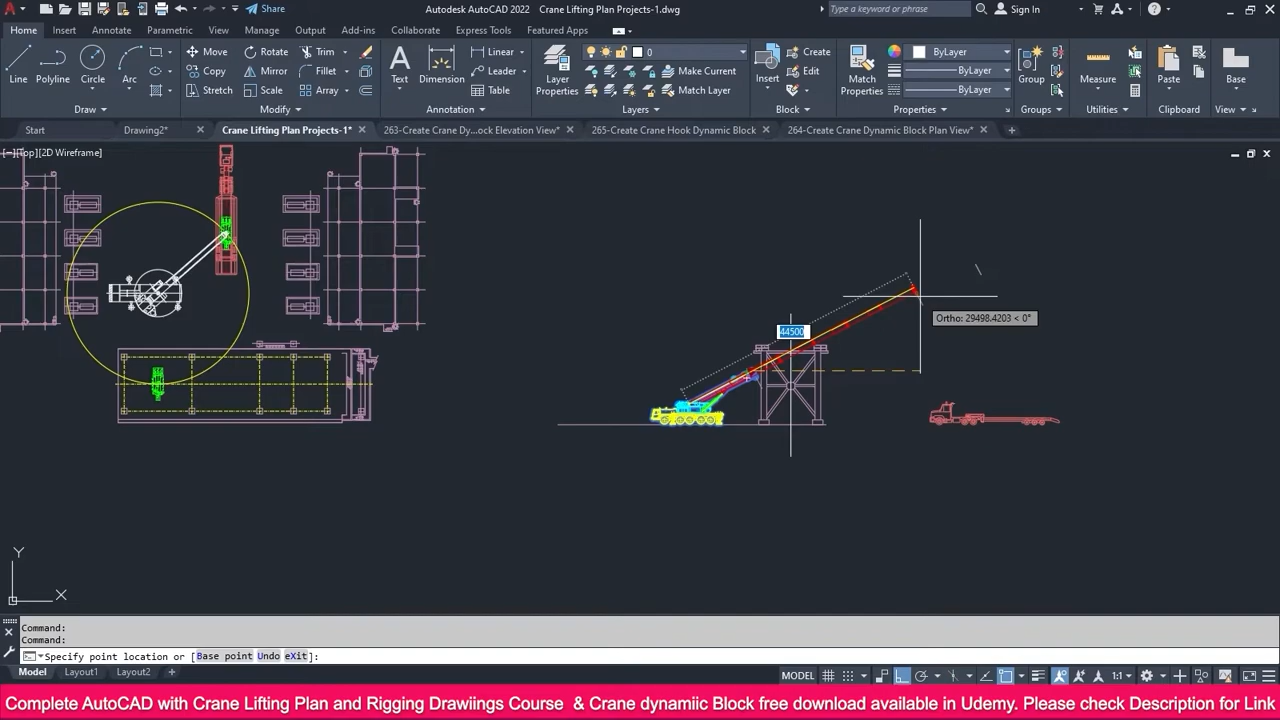 Share
Autodesk AutoCAD 2022 Crane Lifting Plan Projects-1.dwg
Type a keyword or phrase
Sign In
Home Insert Annotate Parametric View Manage Output Add-ins Collaborate Express Tools Featured Apps
Move Rotate Trim Linear 0 Create ByLayer
Line Polyline Circle Arc Copy Mirror Fillet Text Dimension Leader Layer Properties Make Current Insert Edit Match Properties ByLayer Group Measure Paste Base
Stretch Scale Array Table Match Layer ByLayer
Draw Modify Annotation Layers Block Properties Groups Utilities Clipboard View
Start Drawing2* Crane Lifting Plan Projects-1* 263-Create Crane Dy...ock Elevation View* 265-Create Crane Hook Dynamic Block 264-Create Crane Dynamic Block Plan View*
[−][Top][2D Wireframe]
Ortho: 29498.4203 < 0°
44500
Y
X
Command:
Command:
Specify point location or [Base point Undo eXit]:
Model Layout1 Layout2 + MODEL 1:1
Complete AutoCAD with Crane Lifting Plan and Rigging Drawiings Course & Crane dynamiic Block free download available in Udemy. Please check Description for Link